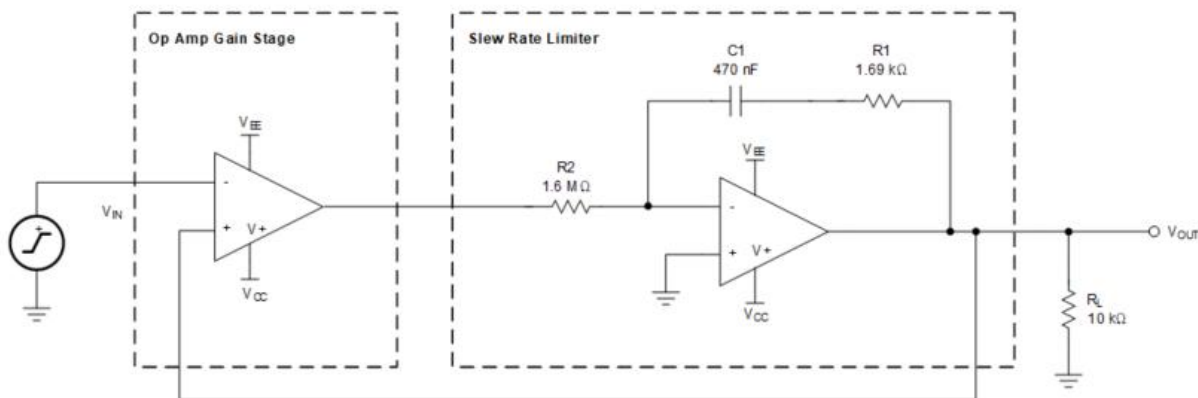 Op Amp Gain Stage
Slew Rate Limiter
C1
470 nF
R1
1.69 kΩ
VEE
VEE
R2
1.6 MΩ
-
-
VIN
+
V+
+
V+
VOUT
VCC
VCC
RL
10 kΩ